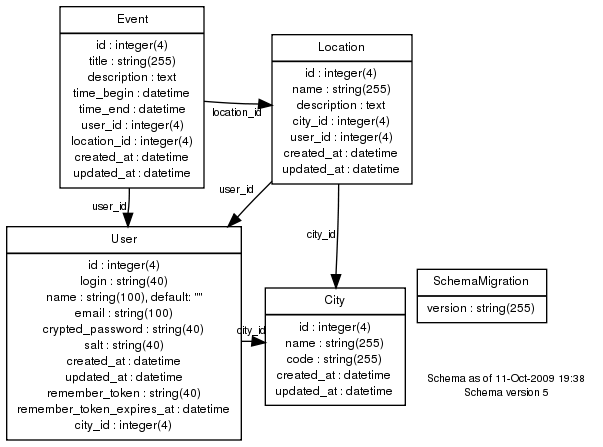 Event
id : integer(4)
title : string(255)
description : text
time_begin : datetime
time_end : datetime
user_id : integer(4)
location_id : integer(4)
created_at : datetime
updated_at : datetime
Location
id : integer(4)
name : string(255)
description : text
city_id : integer(4)
user_id : integer(4)
created_at : datetime
updated_at : datetime
location_id
user_id
user_id
city_id
User
id : integer(4)
login : string(40)
name : string(100), default: ""
email : string(100)
crypted_password : string(40)
salt : string(40)
created_at : datetime
updated_at : datetime
remember_token : string(40)
remember_token_expires_at : datetime
city_id : integer(4)
city_id
City
id : integer(4)
name : string(255)
code : string(255)
created_at : datetime
updated_at : datetime
SchemaMigration
version : string(255)
Schema as of 11-Oct-2009 19:38
Schema version 5